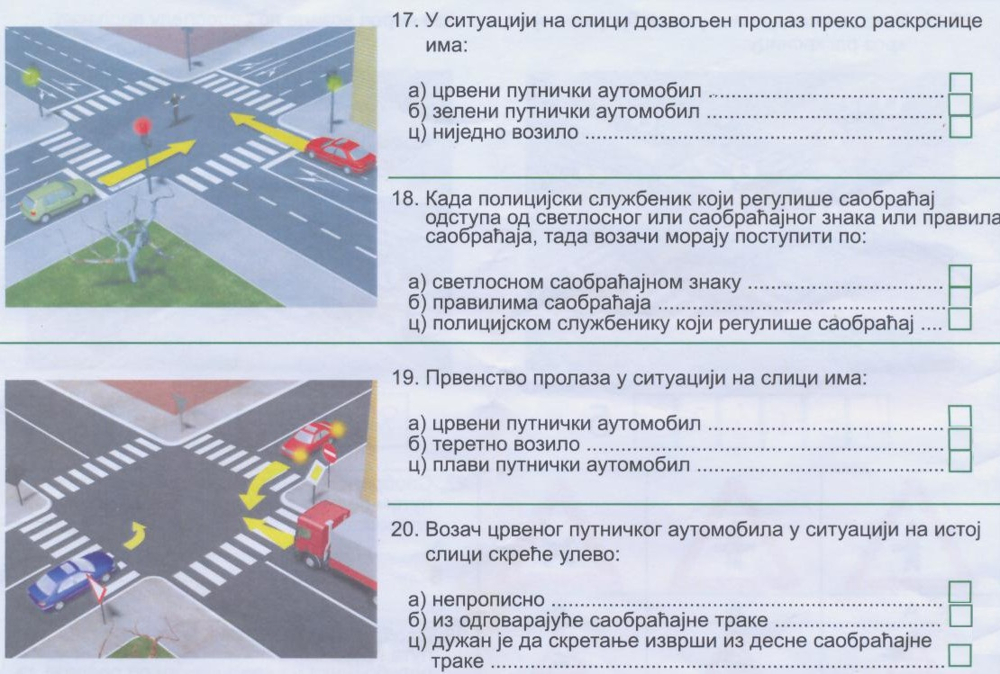 17. У ситуацији на слици дозвољен пролаз преко раскрснице
има:
а) црвени путнички аутомобил ........................................
б) зелени путнички аутомобил ........................................
ц) ниједно возило ............................................................
18. Када полицијски службеник који регулише саобраћај
одступа од светлосног или саобраћајног знака или правила
саобраћаја, тада возачи морају поступити по:
а) светлосном саобраћајном знаку .................................
б) правилима саобраћаја ................................................
ц) полицијском службенику који регулише саобраћај ....
19. Првенство пролаза у ситуацији на слици има:
а) црвени путнички аутомобил ........................................
б) теретно возило ............................................................
ц) плави путнички аутомобил ..........................................
20. Возач црвеног путничког аутомобила у ситуацији на истој
слици скреће улево:
а) непрописно ..................................................................
б) из одговарајуће саобраћајне траке .............................
ц) дужан је да скретање изврши из десне саобраћајне
траке ............................................................................